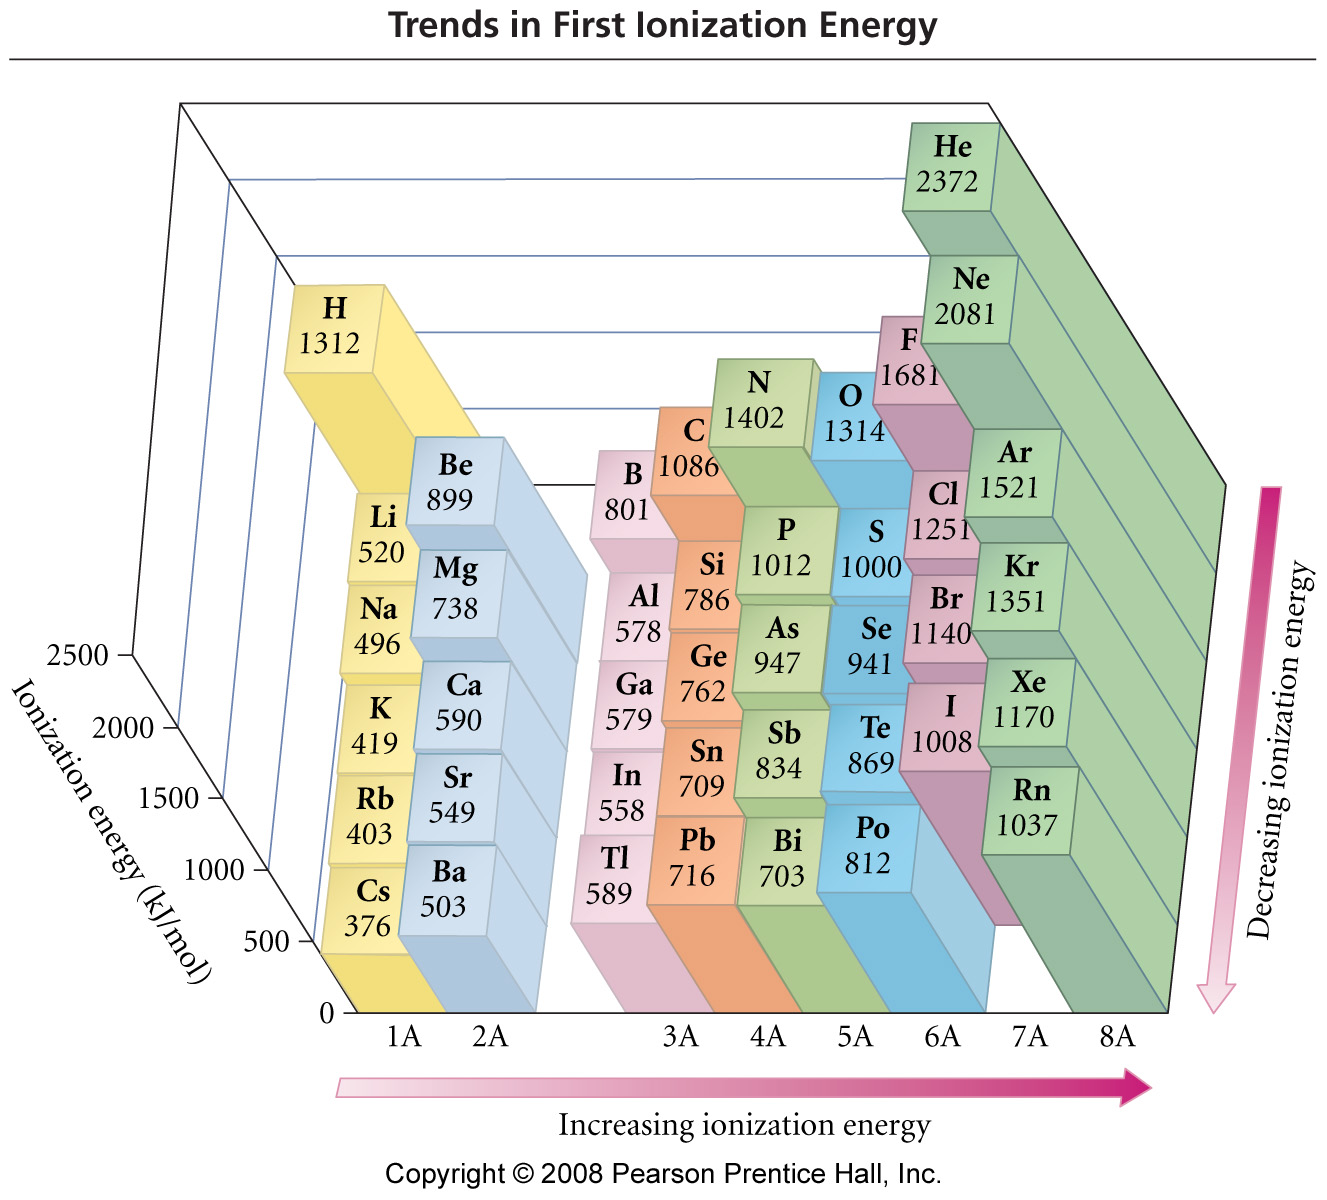 Trends in First Ionization Energy
He
2372
Ne
2081
H
1312
F
1681
N
1402
O
1314
C
1086
Ar
1521
Be
899
B
801
Cl
1251
Li
520
P
1012
S
1000
Mg
738
Si
786
Kr
1351
Al
578
Br
1140
Na
496
As
947
Se
941
Ge
762
Ca
590
Ga
579
Xe
1170
K
419
I
1008
Sb
834
Te
869
Sn
709
Sr
549
In
558
Rn
1037
Rb
403
Pb
716
Bi
703
Po
812
Tl
589
Ba
503
Cs
376
2500
2000
1500
1000
500
0
Ionization energy (kJ/mol)
1A 2A 3A 4A 5A 6A 7A 8A
Decreasing ionization energy
Increasing ionization energy
Copyright © 2008 Pearson Prentice Hall, Inc.